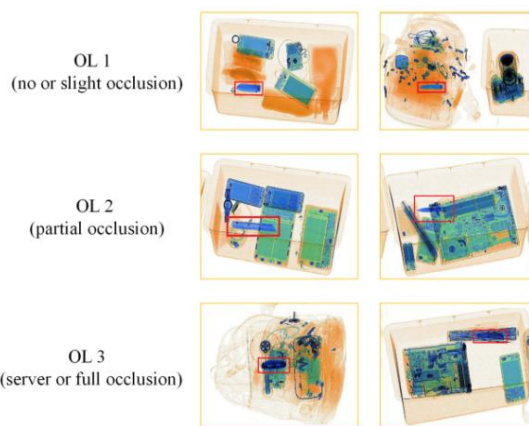 OL 1
(no or slight occlusion)
OL 2
(partial occlusion)
OL 3
(server or full occlusion)